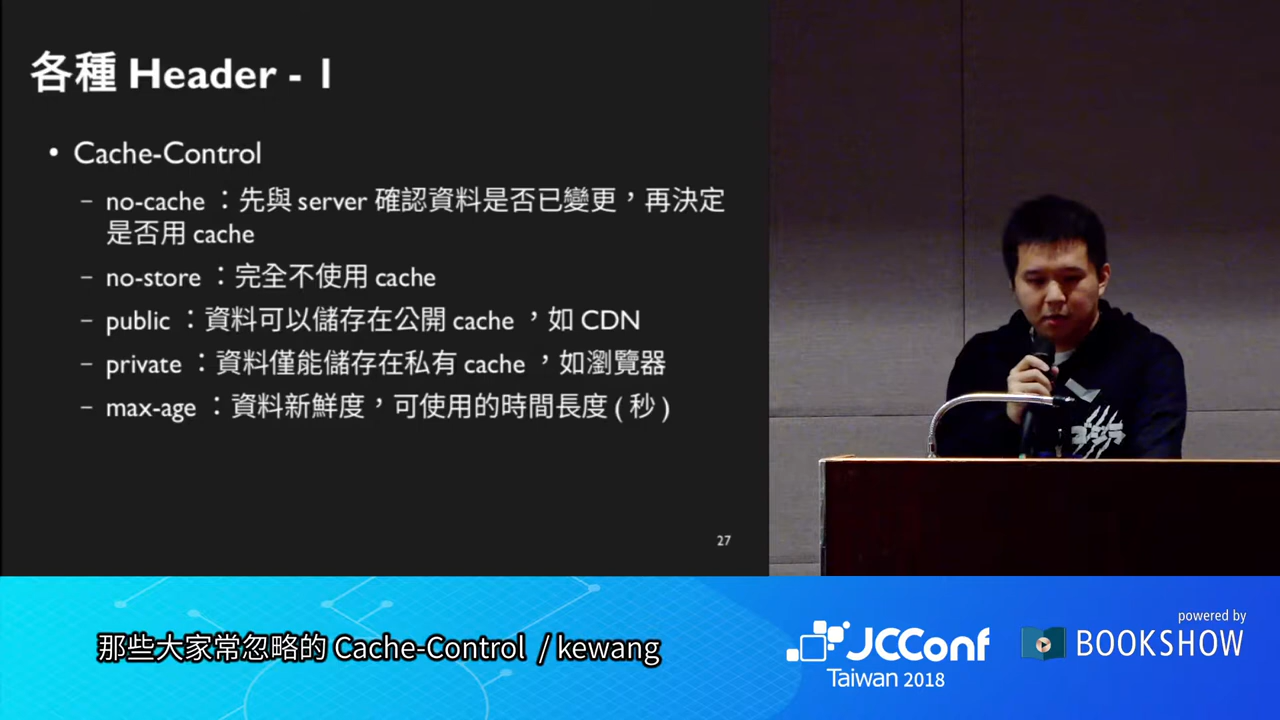 各種 Header - 1
• Cache-Control
– no-cache ：先與 server 確認資料是否已變更，再決定
是否用 cache
– no-store ：完全不使用 cache
– public ：資料可以儲存在公開 cache ，如 CDN
– private ：資料僅能儲存在私有 cache ，如瀏覽器
– max-age ：資料新鮮度，可使用的時間長度 ( 秒 )
27
那些大家常忽略的 Cache-Control / kewang
JCConf
Taiwan 2018
powered by
BOOKSHOW